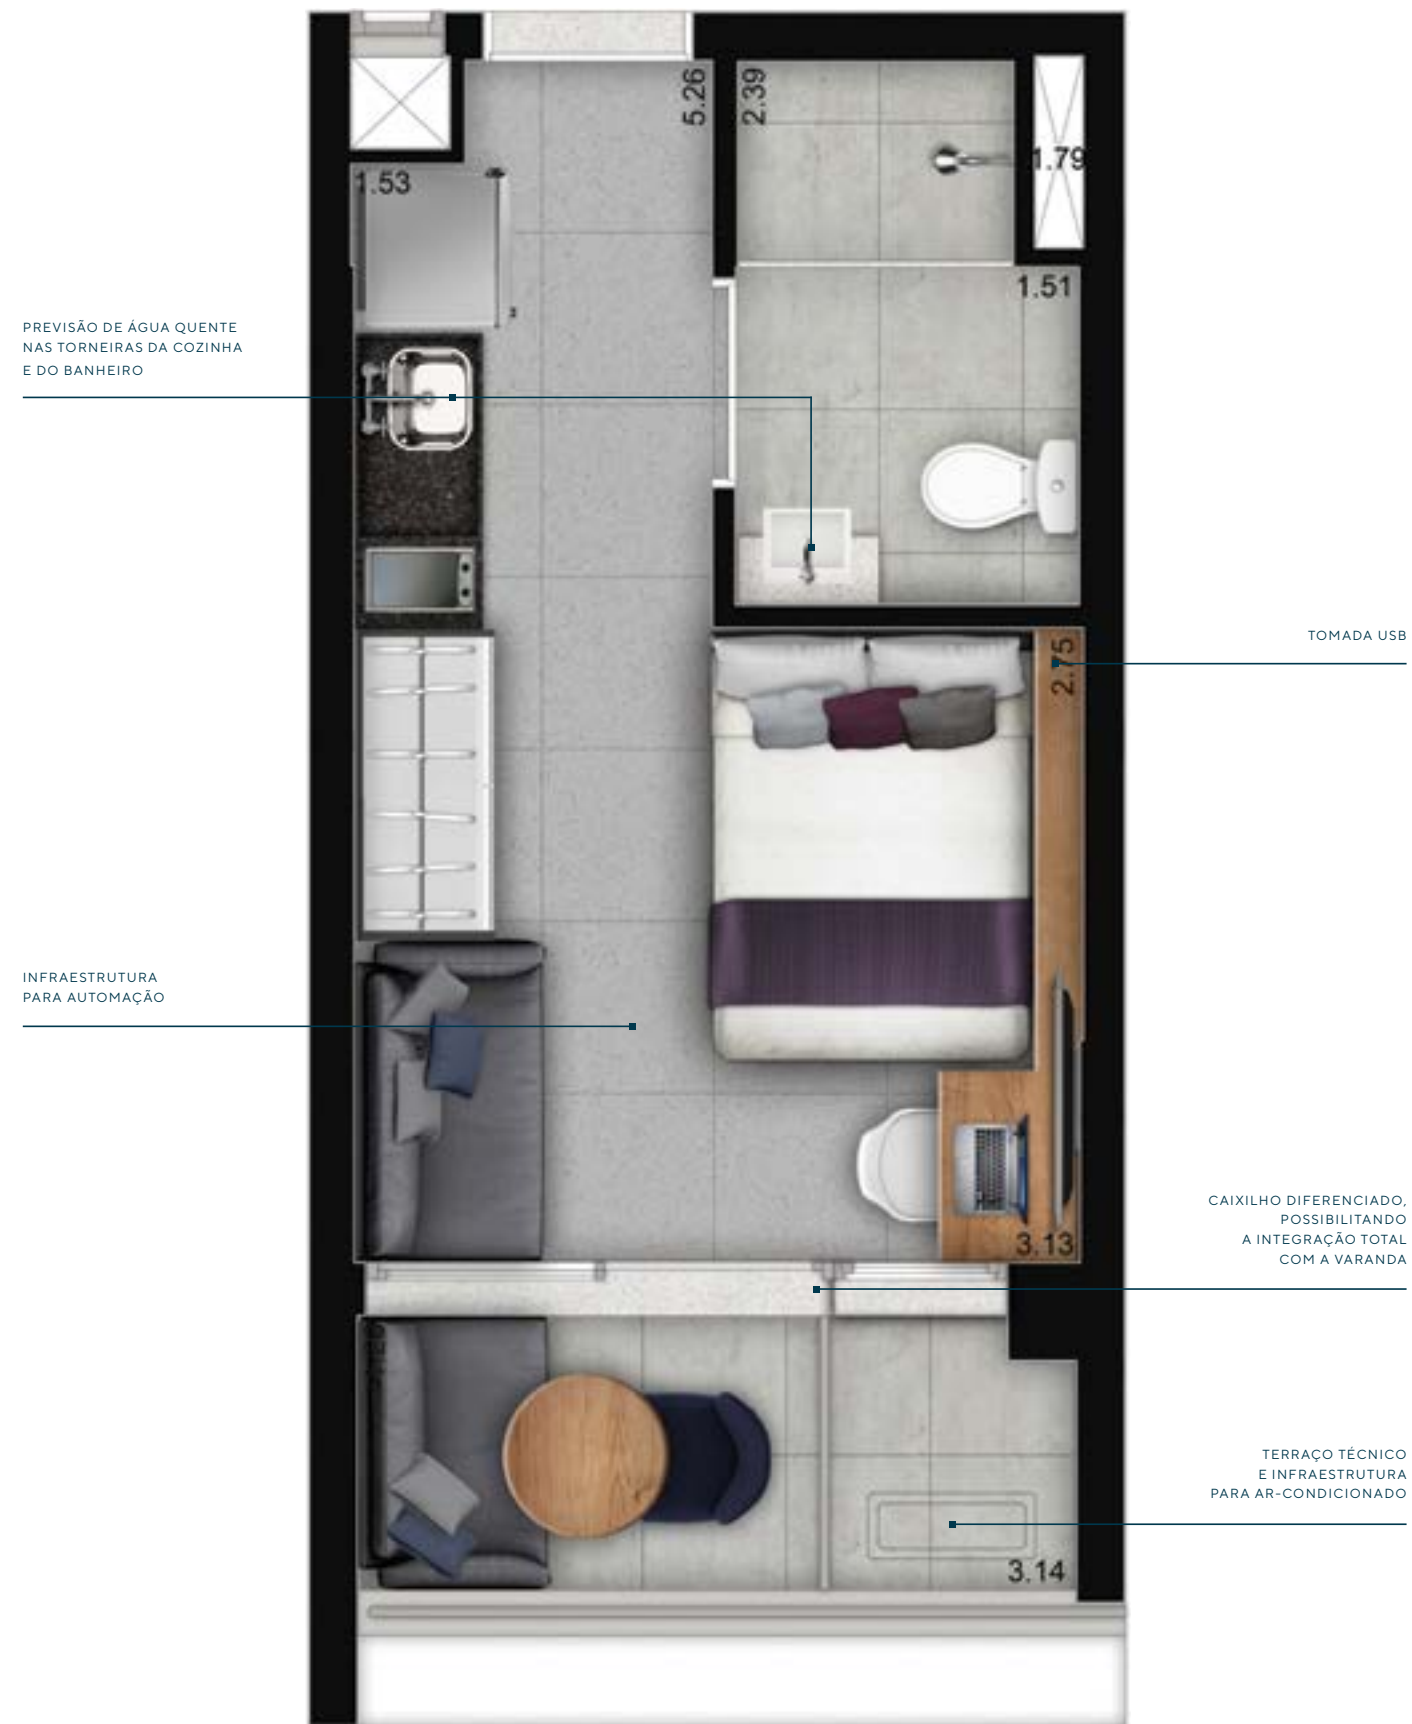 5.26
2.39
1.79
1.53
1.51
PREVISÃO DE ÁGUA QUENTE
NAS TORNEIRAS DA COZINHA
E DO BANHEIRO
TOMADA USB
2.75
INFRAESTRUTURA
PARA AUTOMAÇÃO
CAIXILHO DIFERENCIADO,
POSSIBILITANDO
A INTEGRAÇÃO TOTAL
COM A VARANDA
3.13
TERRAÇO TÉCNICO
E INFRAESTRUTURA
PARA AR-CONDICIONADO
3.14